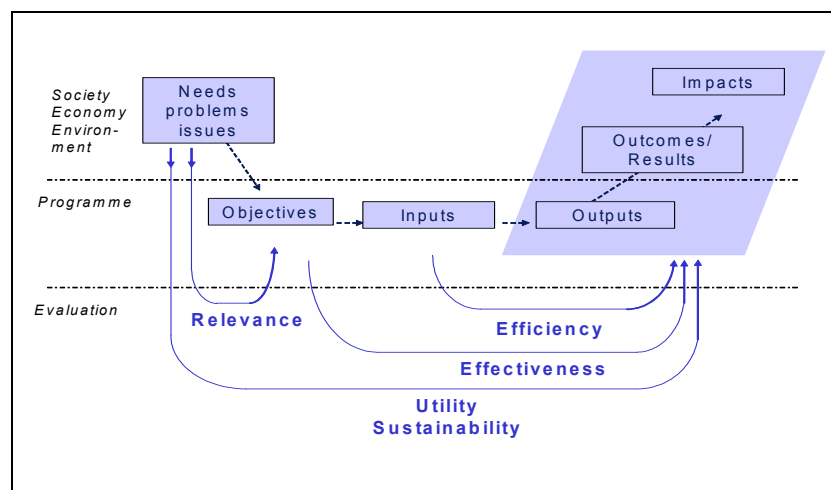 Society
Economy
Environ-
ment
Needs
problems
issues
Impacts
Outcomes/
Results
Programme
Objectives
Inputs
Outputs
Evaluation
Relevance
Efficiency
Effectiveness
Utility
Sustainability